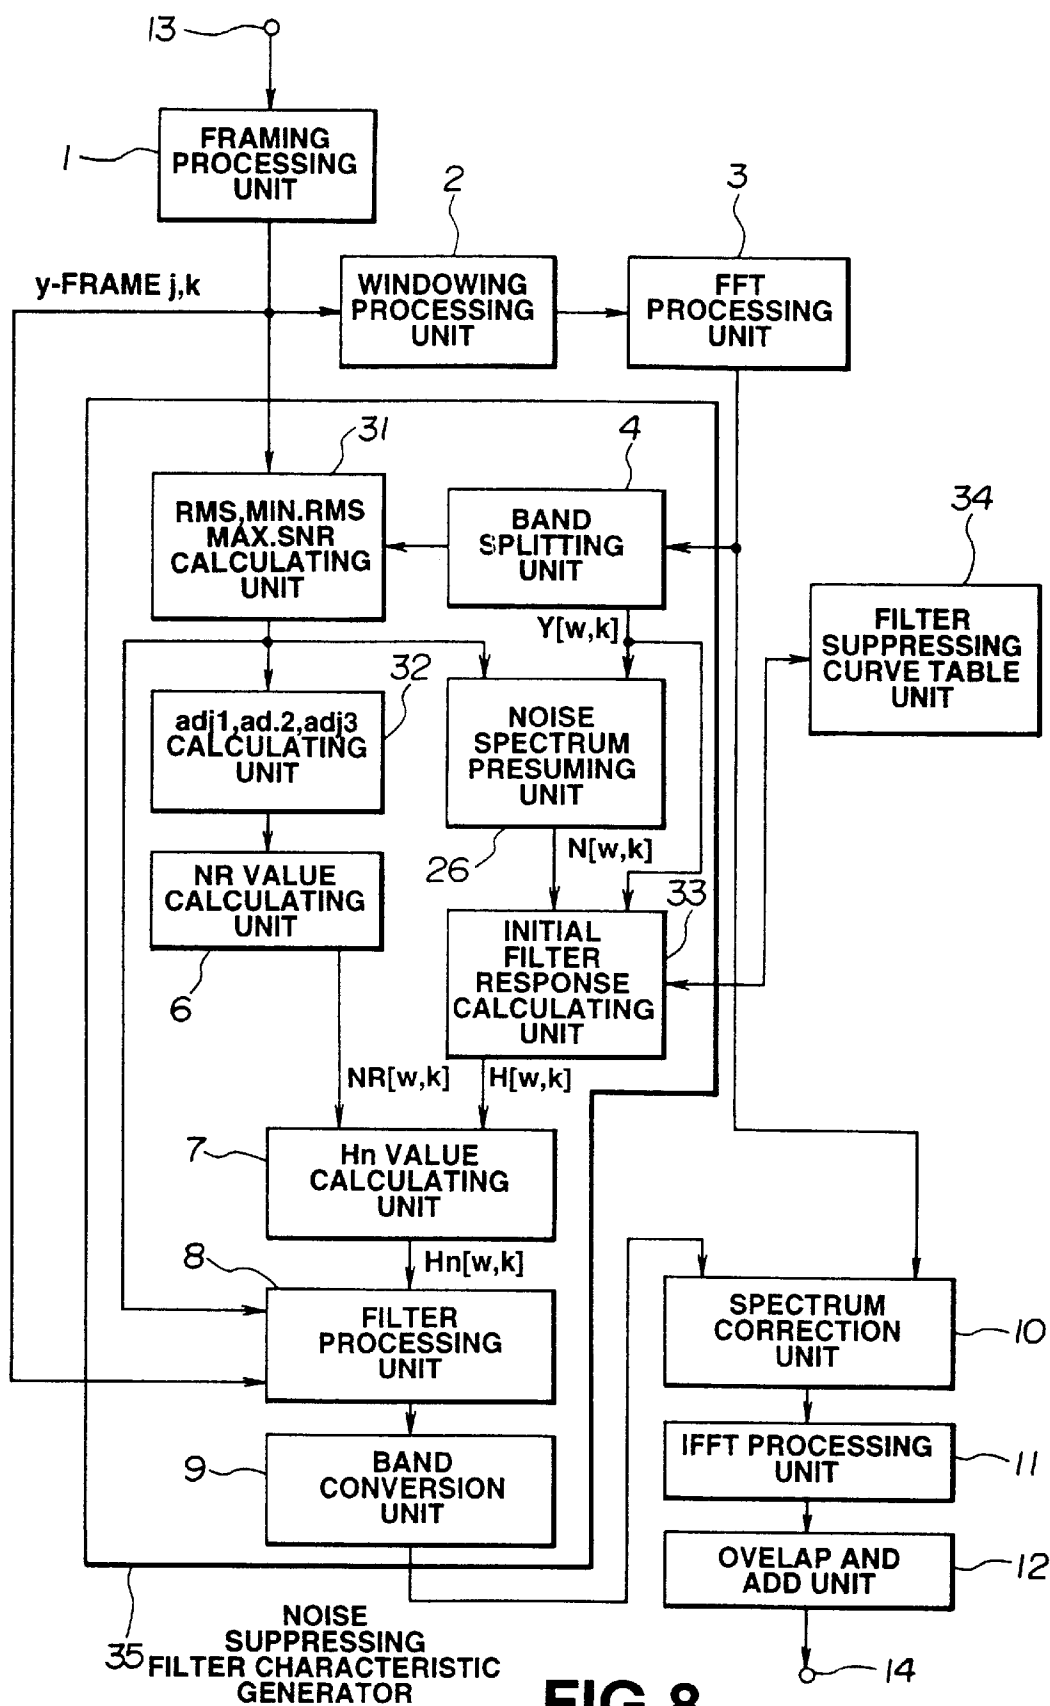 13
FRAMING
PROCESSING
UNIT
1
2
3
y-FRAME j,k
WINDOWING
PROCESSING
UNIT
FFT
PROCESSING
UNIT
31
4
34
RMS,MIN.RMS
MAX.SNR
CALCULATING
UNIT
BAND
SPLITTING
UNIT
FILTER
SUPPRESSING
CURVE TABLE
UNIT
Y[w,k]
32
adj1,ad.2,adj3
CALCULATING
UNIT
NOISE
SPECTRUM
PRESUMING
UNIT
26
N[w,k]
NR VALUE
CALCULATING
UNIT
6
33
INITIAL
FILTER
RESPONSE
CALCULATING
UNIT
NR[w,k]
H[w,k]
7
Hn VALUE
CALCULATING
UNIT
Hn[w,k]
8
FILTER
PROCESSING
UNIT
SPECTRUM
CORRECTION
UNIT
10
9
BAND
CONVERSION
UNIT
IFFT PROCESSING
UNIT
11
OVELAP AND
ADD UNIT
12
35
NOISE
SUPPRESSING
FILTER CHARACTERISTIC
GENERATOR
14
FIG.8